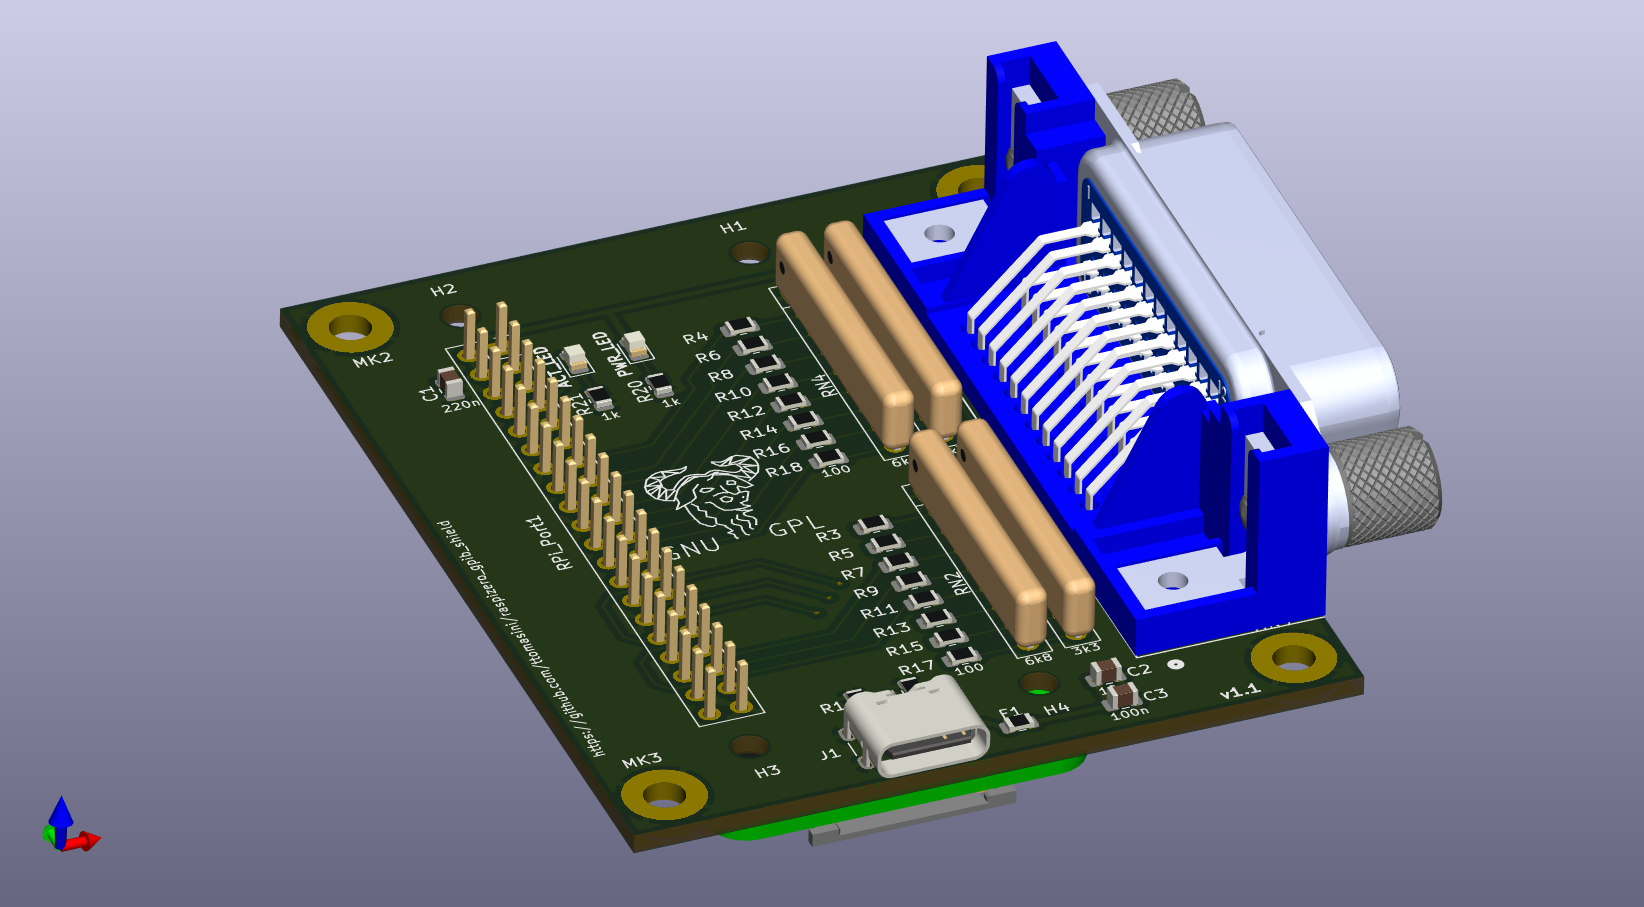 H1
H2
MK2
C1
220n
ACT_LED
PWR_LED
R21
1k
R20
1k
R4
R6
R8
R10
R12
R14
R16
R18
100
RN4
6k
RPi_Port1
GNU
GPL
R3
R5
R7
R9
R11
R13
R15
R17
100
RN2
6k8
3k3
https://github.com/ttomasini/raspizero_gpib_shield
MK3
H3
J1
R1
F1
H4
C2
1
C3
100n
v1.1